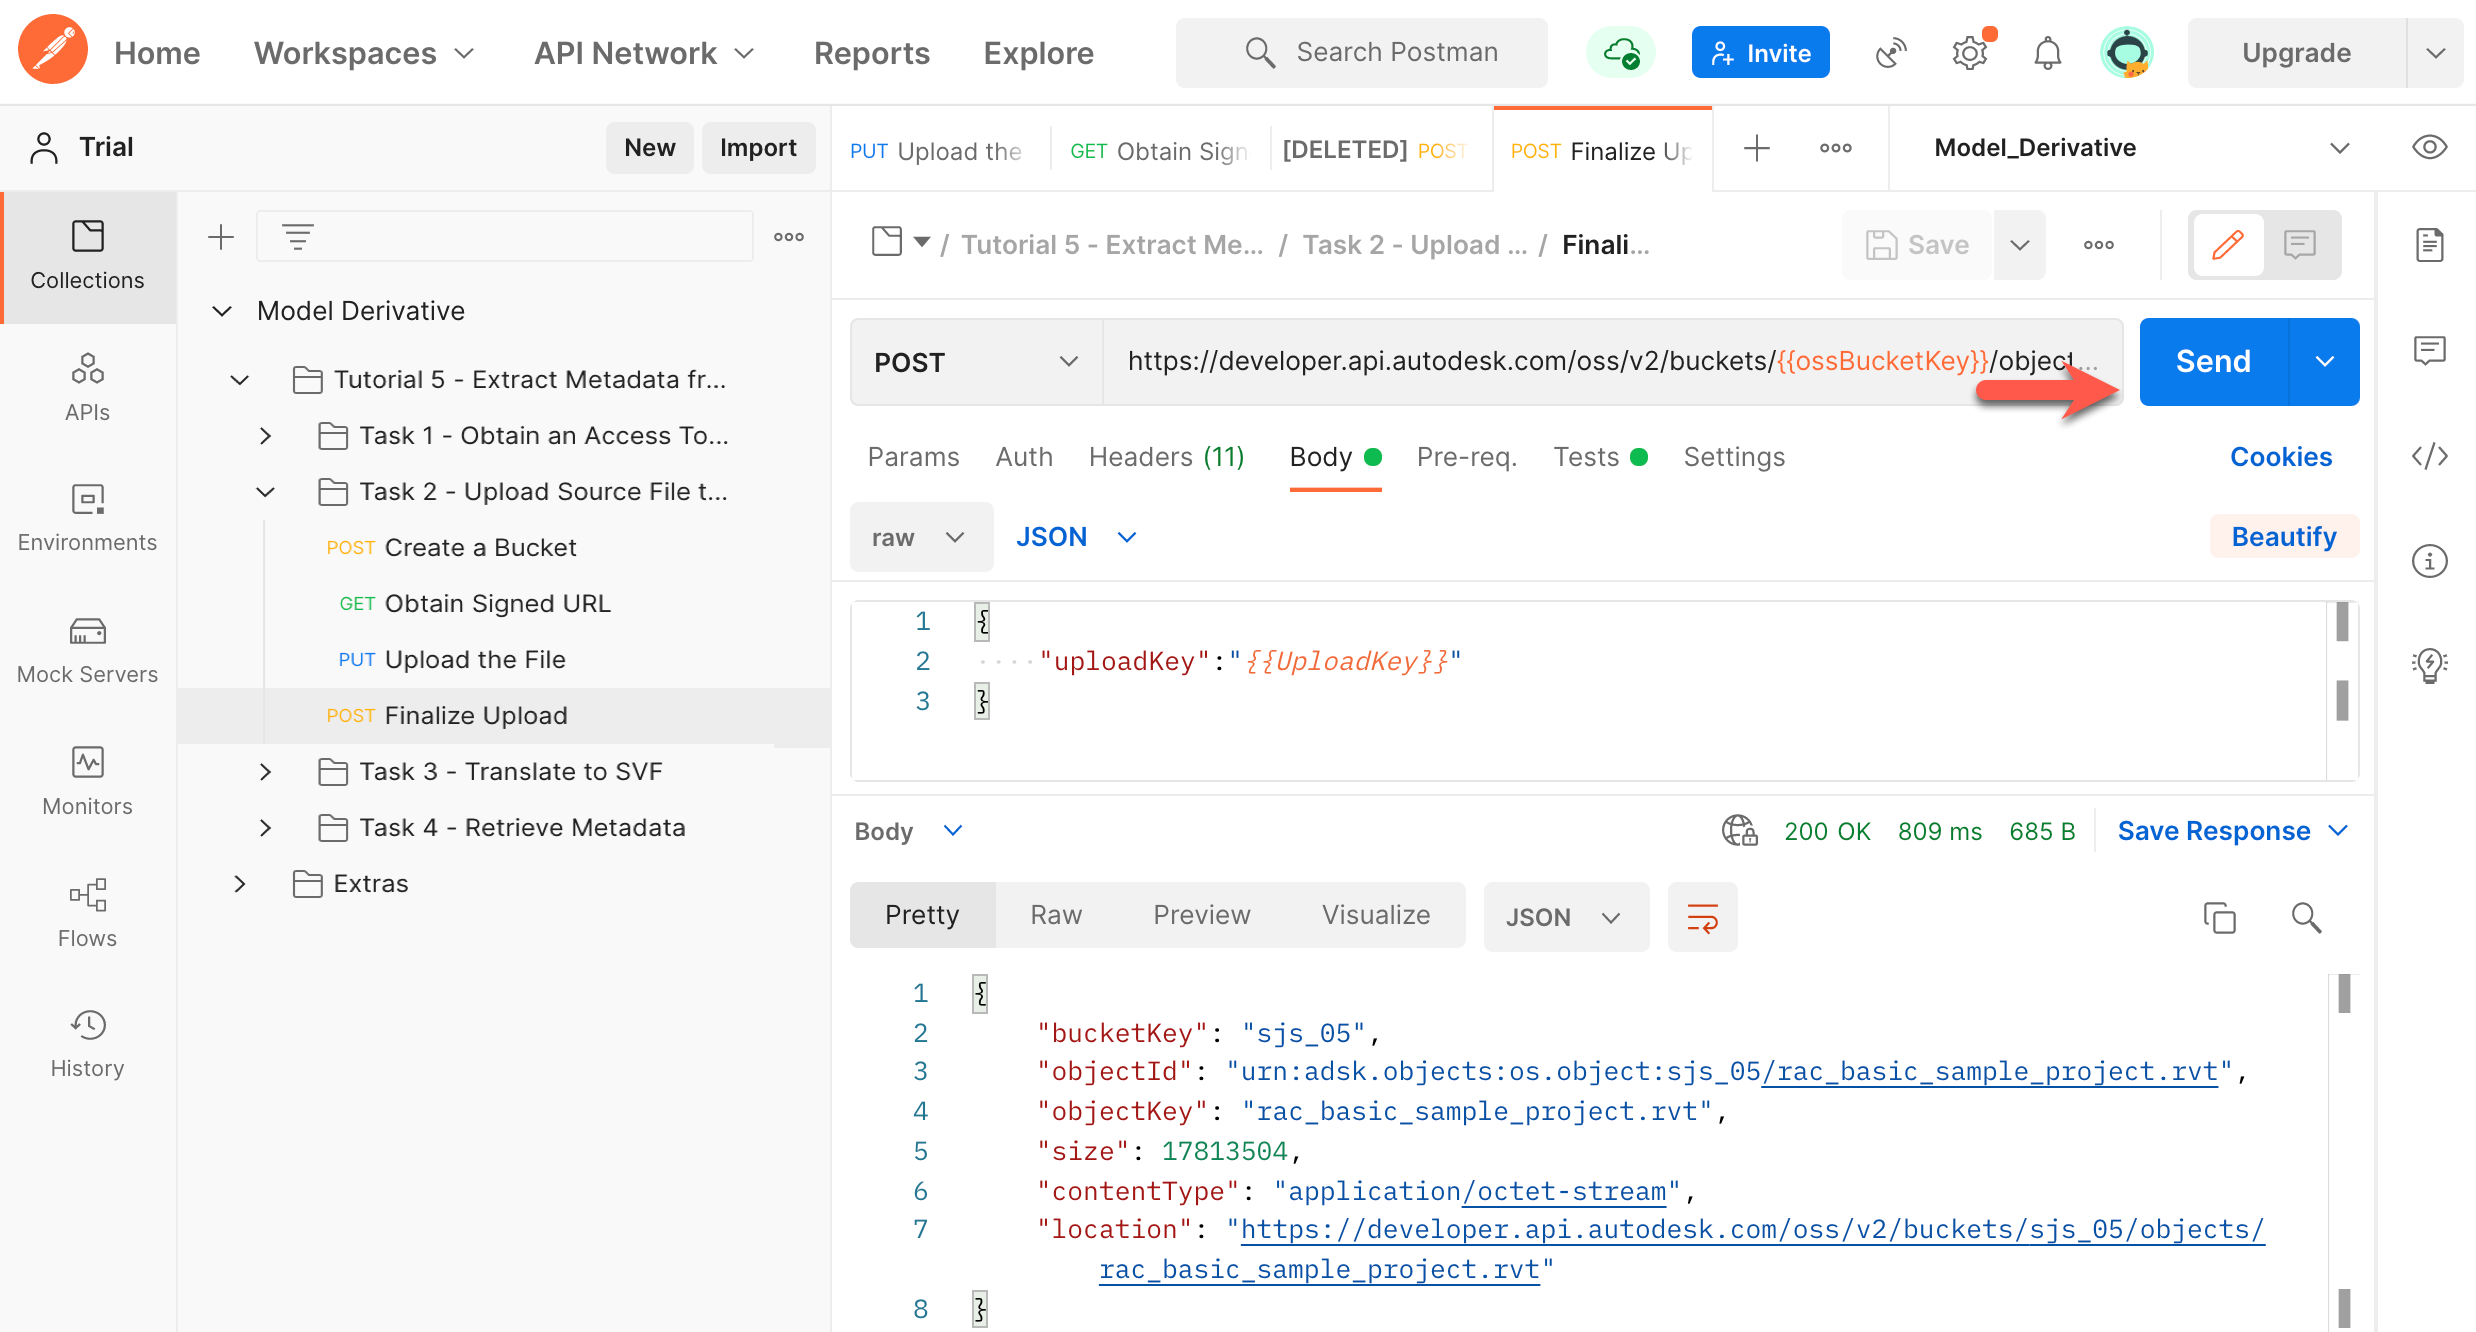 Home Workspaces API Network Reports Explore Search Postman Invite Upgrade
Trial New Import
PUT Upload the GET Obtain Sign [DELETED] POST POST Finalize Up Model_Derivative
Collections
APIs
Environments
Mock Servers
Monitors
Flows
History
Model Derivative
Tutorial 5 - Extract Metadata fr...
Task 1 - Obtain an Access To...
Task 2 - Upload Source File t...
POST Create a Bucket
GET Obtain Signed URL
PUT Upload the File
POST Finalize Upload
Task 3 - Translate to SVF
Task 4 - Retrieve Metadata
Extras
/ Tutorial 5 - Extract Me... / Task 2 - Upload ... / Finali... Save
POST https://developer.api.autodesk.com/oss/v2/buckets/{{ossBucketKey}}/object... Send
Params Auth Headers (11) Body Pre-req. Tests Settings Cookies
raw JSON Beautify
1 {
2 ····"uploadKey":"{{UploadKey}}"
3 }
Body 200 OK 809 ms 685 B Save Response
Pretty Raw Preview Visualize JSON
1 {
2 "bucketKey": "sjs_05",
3 "objectId": "urn:adsk.objects:os.object:sjs_05/rac_basic_sample_project.rvt",
4 "objectKey": "rac_basic_sample_project.rvt",
5 "size": 17813504,
6 "contentType": "application/octet-stream",
7 "location": "https://developer.api.autodesk.com/oss/v2/buckets/sjs_05/objects/
rac_basic_sample_project.rvt"
8 }